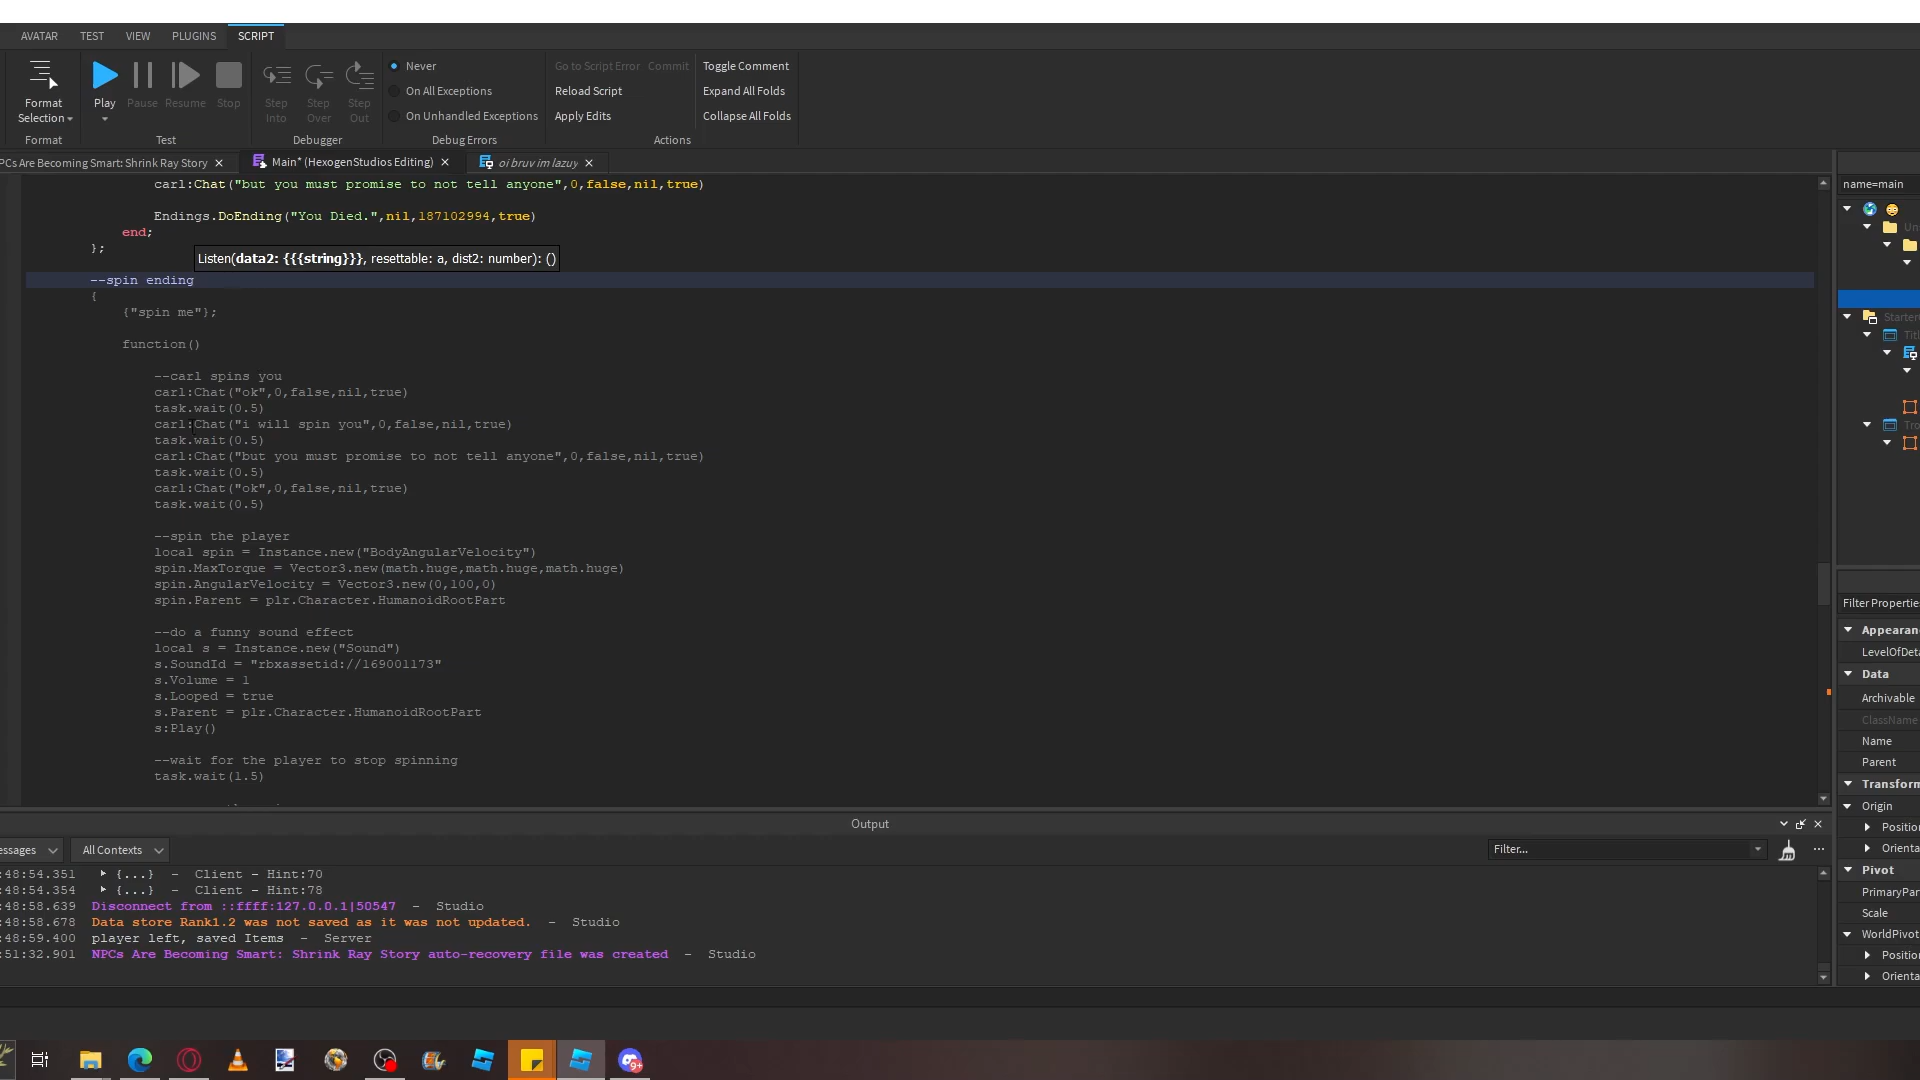 AVATAR TEST VIEW PLUGINS SCRIPT
Format Selection
Play Pause Resume Stop
Step Into Step Over Step Out
Never
On All Exceptions
On Unhandled Exceptions
Go to Script Error Commit
Reload Script
Apply Edits
Toggle Comment
Expand All Folds
Collapse All Folds
Format Test Debugger Debug Errors Actions
PCs Are Becoming Smart: Shrink Ray Story Main* (HexogenStudios Editing) oi bruv im lazuy
carl:Chat("but you must promise to not tell anyone",0,false,nil,true)
Endings.DoEnding("You Died.",nil,187102994,true)
end;
};
Listen(data2: {{{string}}}, resettable: a, dist2: number): ()
--spin ending
{
{"spin me"};
function()
--carl spins you
carl:Chat("ok",0,false,nil,true)
task.wait(0.5)
carl:Chat("i will spin you",0,false,nil,true)
task.wait(0.5)
carl:Chat("but you must promise to not tell anyone",0,false,nil,true)
task.wait(0.5)
carl:Chat("ok",0,false,nil,true)
task.wait(0.5)
--spin the player
local spin = Instance.new("BodyAngularVelocity")
spin.MaxTorque = Vector3.new(math.huge,math.huge,math.huge)
spin.AngularVelocity = Vector3.new(0,100,0)
spin.Parent = plr.Character.HumanoidRootPart
--do a funny sound effect
local s = Instance.new("Sound")
s.SoundId = "rbxassetid://169001173"
s.Volume = 1
s.Looped = true
s.Parent = plr.Character.HumanoidRootPart
s:Play()
--wait for the player to stop spinning
task.wait(1.5)
name=main
Un
Starter
Titl
Tro
Filter Properties
Appearan
LevelOfDeta
Data
Archivable
ClassName
Name
Parent
Transform
Origin
Positio
Orienta
Pivot
PrimaryPar
Scale
WorldPivot
Positio
Orienta
Output
essages All Contexts Filter...
:48:54.351 {...} - Client - Hint:70
:48:54.354 {...} - Client - Hint:78
:48:58.639 Disconnect from ::ffff:127.0.0.1|50547 - Studio
:48:58.678 Data store Rank1.2 was not saved as it was not updated. - Studio
:48:59.400 player left, saved Items - Server
:51:32.901 NPCs Are Becoming Smart: Shrink Ray Story auto-recovery file was created - Studio
9+